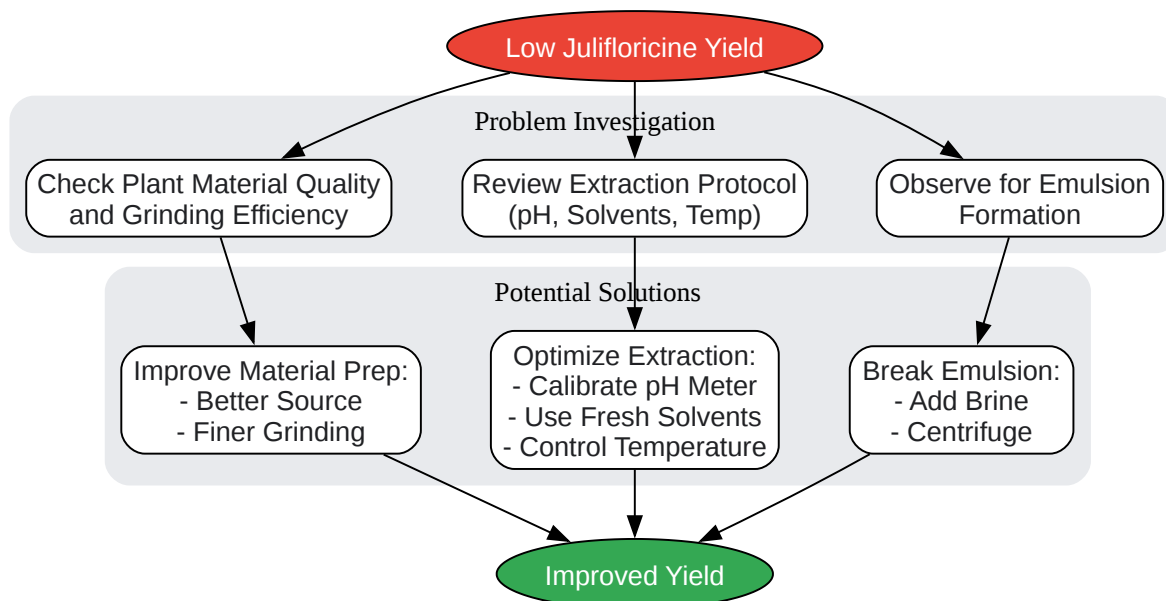 Low Julifloricine Yield
Problem Investigation
Check Plant Material Quality
and Grinding Efficiency
Review Extraction Protocol
(pH, Solvents, Temp)
Observe for Emulsion
Formation
Potential Solutions
Improve Material Prep:
- Better Source
- Finer Grinding
Optimize Extraction:
- Calibrate pH Meter
- Use Fresh Solvents
- Control Temperature
Break Emulsion:
- Add Brine
- Centrifuge
Improved Yield